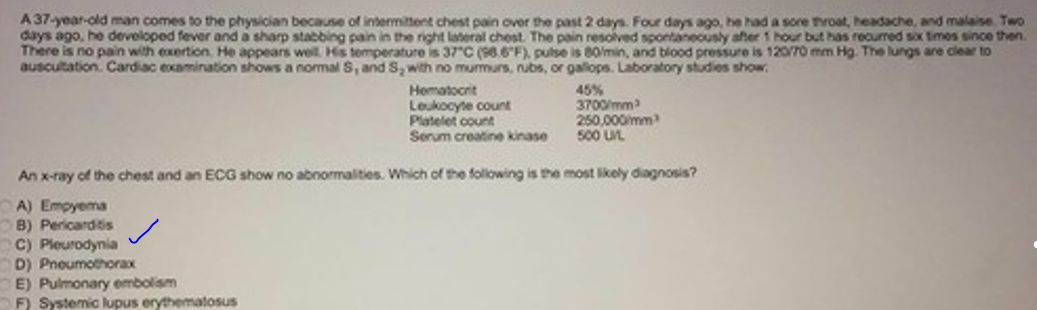 A 37-year-old man comes to the physician because of intermittent chest pain over the past 2 days. Four days ago, he had a sore throat, headache, and malaise. Two
days ago, he developed fever and a sharp stabbing pain in the right lateral chest. The pain resolved spontaneously after 1 hour but has recurred six times since then.
There is no pain with exertion. He appears well. His temperature is 37°C (98.6°F), pulse is 80/min, and blood pressure is 120/70 mm Hg. The lungs are clear to
auscultation. Cardiac examination shows a normal S₁ and S₂ with no murmurs, rubs, or gallops. Laboratory studies show:
Hematocrit 45%
Leukocyte count 3700/mm³
Platelet count 250,000/mm³
Serum creatine kinase 500 U/L
An x-ray of the chest and an ECG show no abnormalities. Which of the following is the most likely diagnosis?
A) Empyema
B) Pericarditis
C) Pleurodynia
D) Pneumothorax
E) Pulmonary embolism
F) Systemic lupus erythematosus